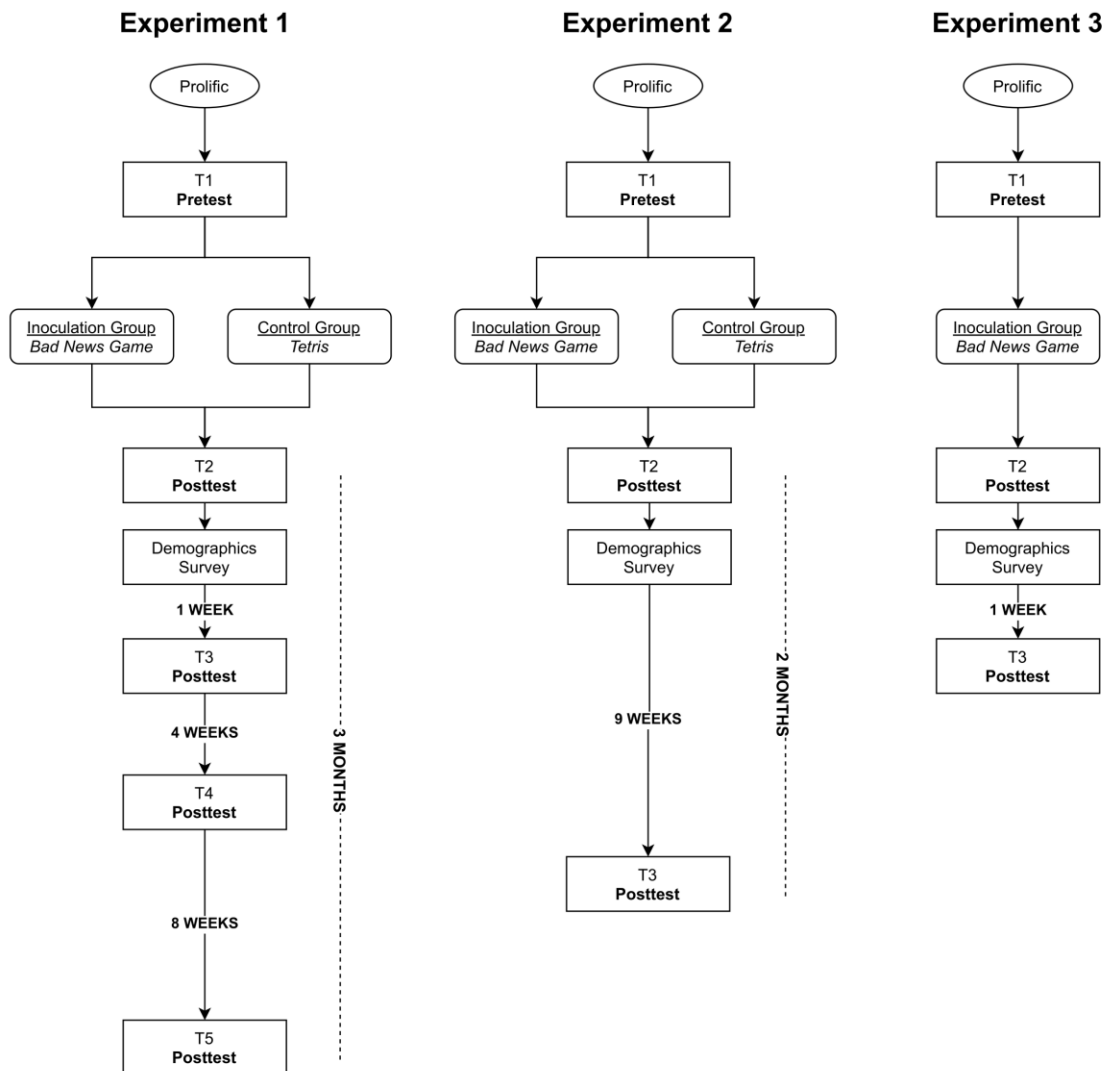 Experiment 1
Prolific
T1
Pretest
Inoculation Group
Bad News Game
Control Group
Tetris
T2
Posttest
Demographics
Survey
1 WEEK
T3
Posttest
4 WEEKS
T4
Posttest
8 WEEKS
T5
Posttest
3 MONTHS
Experiment 2
Prolific
T1
Pretest
Inoculation Group
Bad News Game
Control Group
Tetris
T2
Posttest
Demographics
Survey
9 WEEKS
T3
Posttest
2 MONTHS
Experiment 3
Prolific
T1
Pretest
Inoculation Group
Bad News Game
T2
Posttest
Demographics
Survey
1 WEEK
T3
Posttest